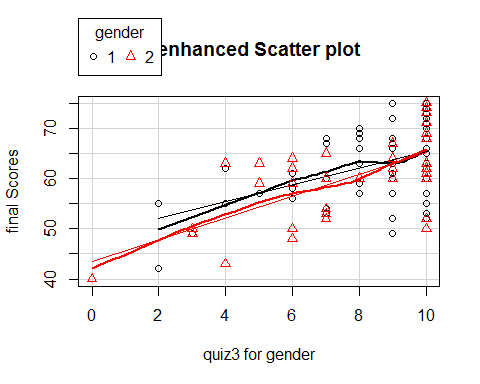 gender
1 2
enhanced Scatter plot
final Scores
70
60
50
40
0 2 4 6 8 10
quiz3 for gender